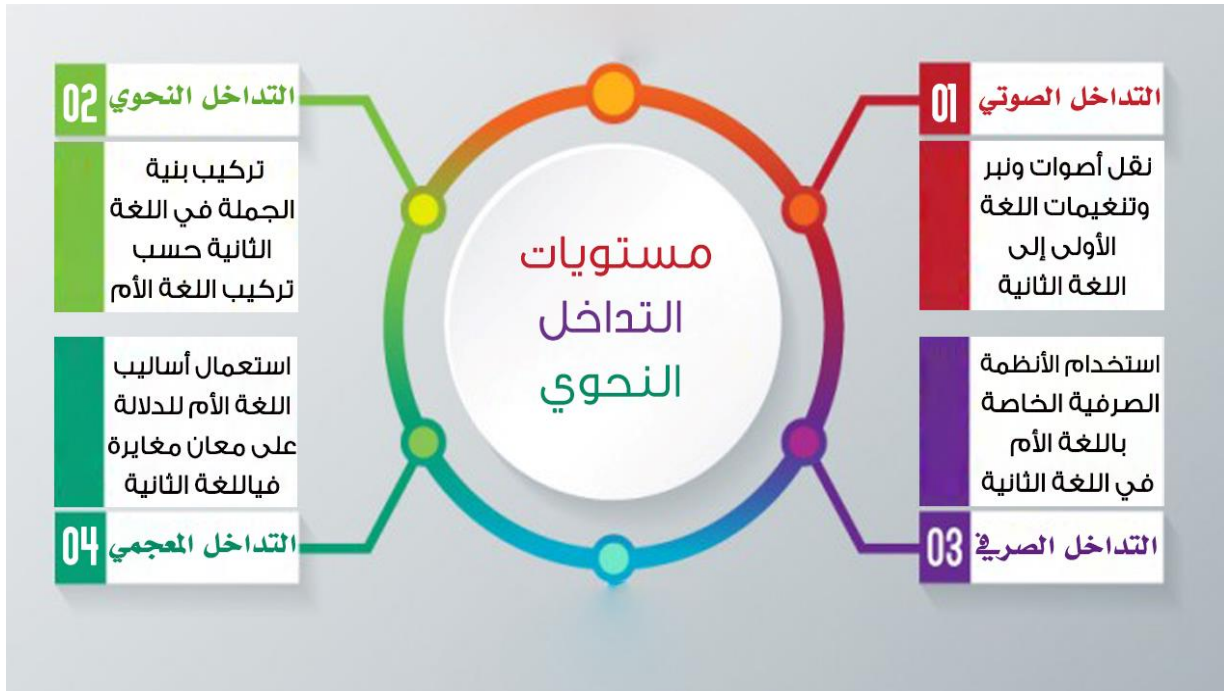 مستويات
التداخل
النحوي
01 التداخل الصوتي
نقل أصوات ونبر
وتنغيمات اللغة
الأولى إلى
اللغة الثانية
02 التداخل النحوي
تركيب بنية
الجملة في اللغة
الثانية حسب
تركيب اللغة الأم
استخدام الأنظمة
الصرفية الخاصة
باللغة الأم
في اللغة الثانية
03 التداخل الصرفي
استعمال أساليب
اللغة الأم للدلالة
على معان مغايرة
فياللغة الثانية
04 التداخل المعجمي